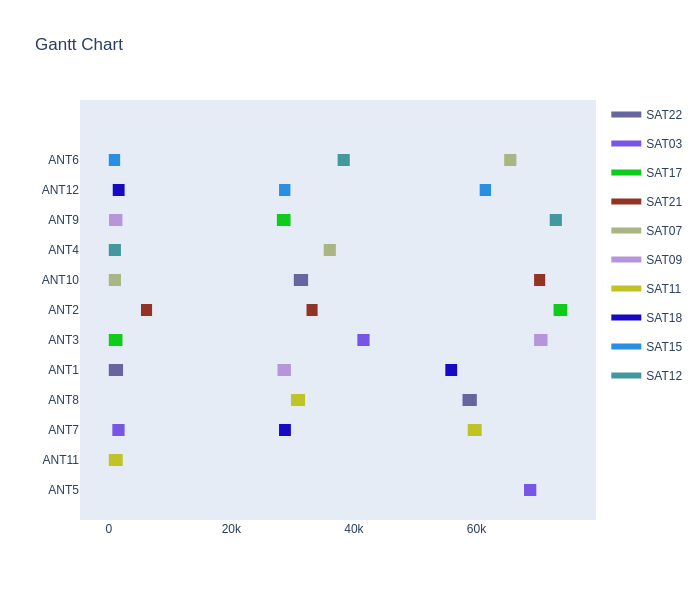 Gantt Chart
ANT6
ANT12
ANT9
ANT4
ANT10
ANT2
ANT3
ANT1
ANT8
ANT7
ANT11
ANT5
0 20k 40k 60k
SAT22
SAT03
SAT17
SAT21
SAT07
SAT09
SAT11
SAT18
SAT15
SAT12